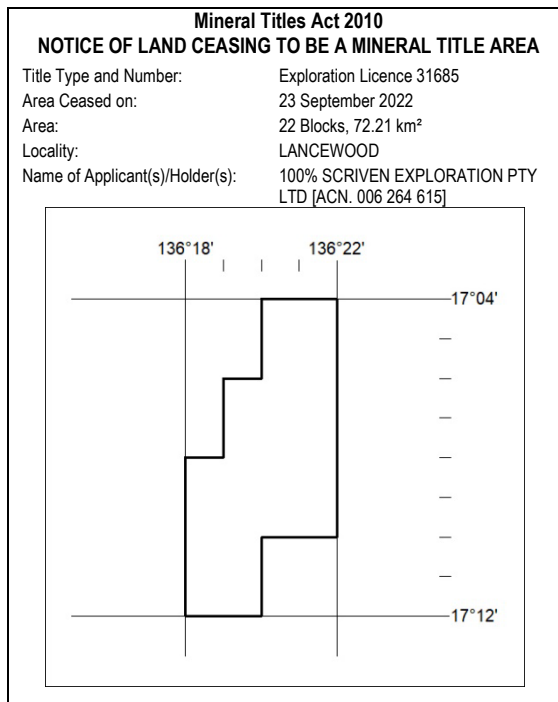 Mineral Titles Act 2010
NOTICE OF LAND CEASING TO BE A MINERAL TITLE AREA
Title Type and Number: Exploration Licence 31685
Area Ceased on: 23 September 2022
Area: 22 Blocks, 72.21 km²
Locality: LANCEWOOD
Name of Applicant(s)/Holder(s): 100% SCRIVEN EXPLORATION PTY
LTD [ACN. 006 264 615]
136°18' 136°22'
17°04'
17°12'